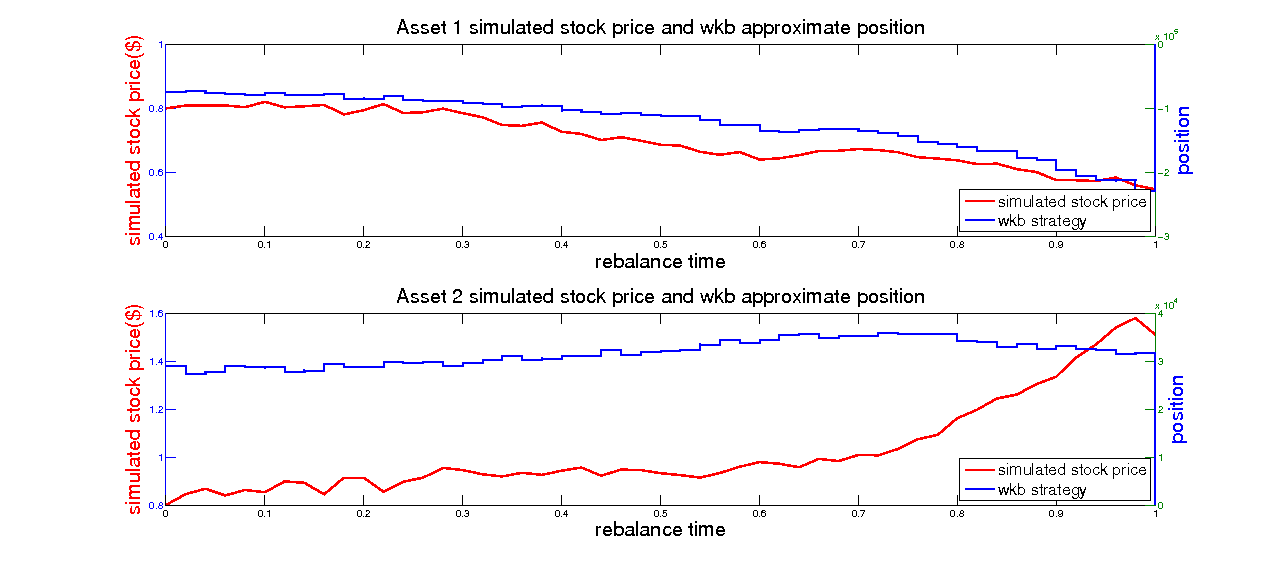 Asset 1 simulated stock price and wkb approximate position
x 10^5
simulated stock price($)
1
0.8
0.6
0.4
0
-1
-2
-3
position
simulated stock price
wkb strategy
0 0.1 0.2 0.3 0.4 0.5 0.6 0.7 0.8 0.9 1
rebalance time
Asset 2 simulated stock price and wkb approximate position
x 10^4
simulated stock price($)
1.6
1.4
1.2
1
0.8
4
3
2
1
0
position
simulated stock price
wkb strategy
0 0.1 0.2 0.3 0.4 0.5 0.6 0.7 0.8 0.9 1
rebalance time